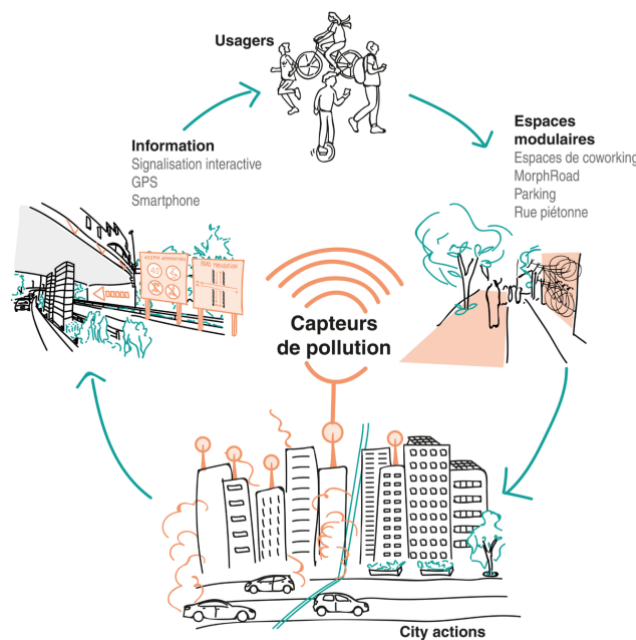 Usagers
Information
Signalisation interactive
GPS
Smartphone
Espaces
modulaires
Espaces de coworking
MorphRoad
Parking
Rue piétonne
Capteurs
de pollution
City actions